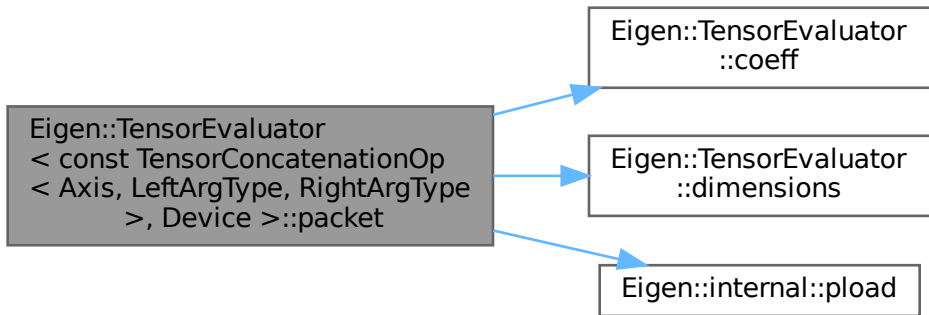 Eigen::TensorEvaluator
< const TensorConcatenationOp
< Axis, LeftArgType, RightArgType
>, Device >::packet
Eigen::TensorEvaluator
::coeff
Eigen::TensorEvaluator
::dimensions
Eigen::internal::pload